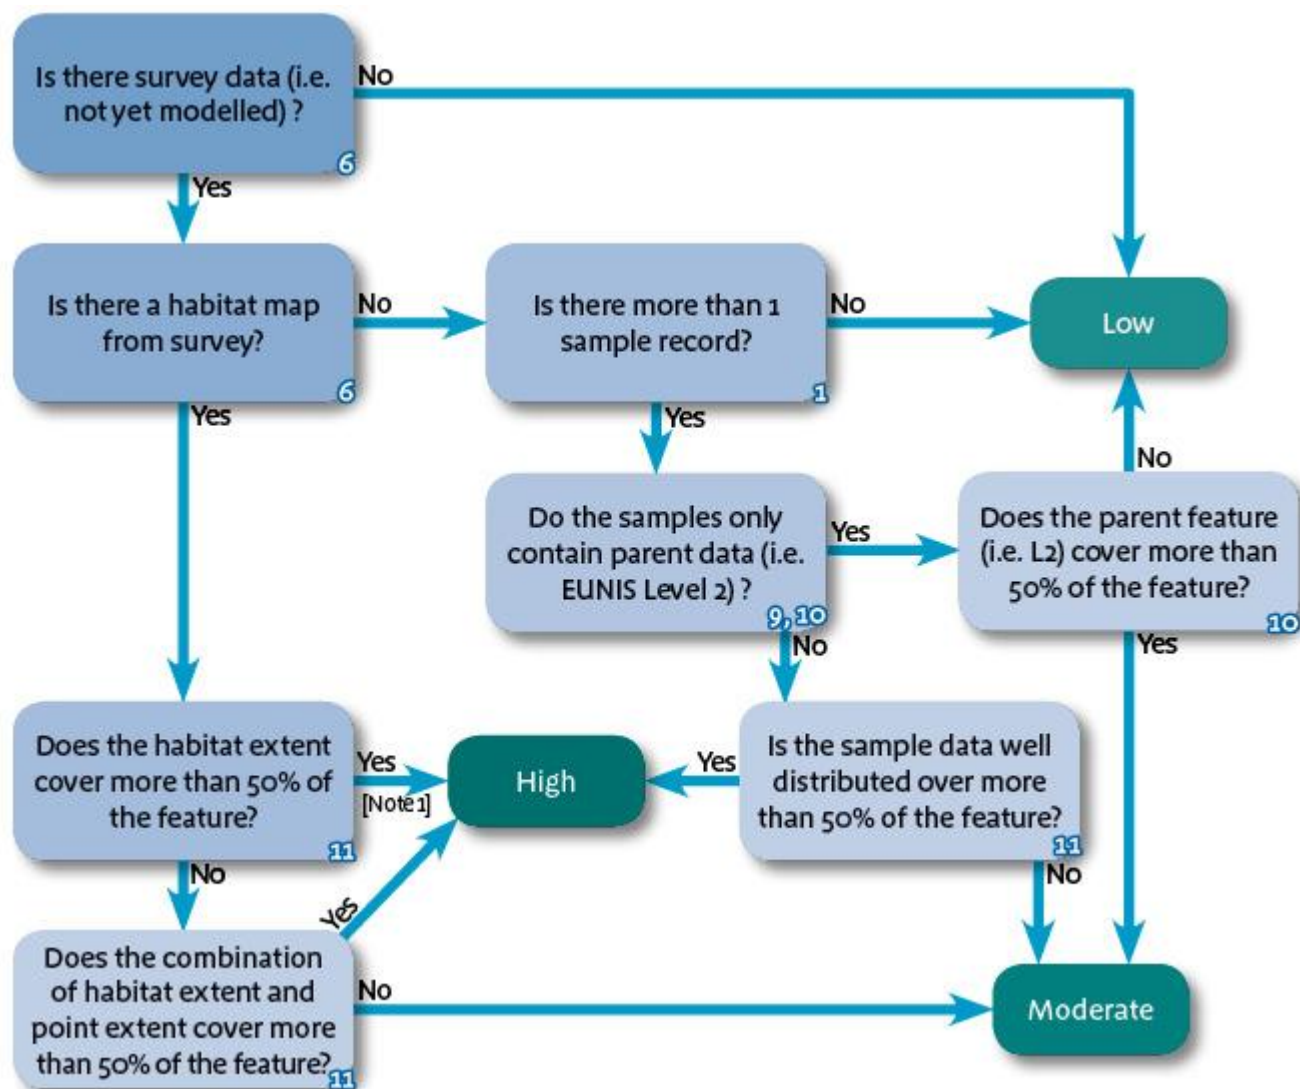 Is there survey data (i.e.
not yet modelled) ?
6
No
Yes
Is there a habitat map
from survey?
6
No
Yes
Is there more than 1
sample record?
1
No
Yes
Low
Do the samples only
contain parent data (i.e.
EUNIS Level 2) ?
9, 10
Yes
No
Does the parent feature
(i.e. L2) cover more than
50% of the feature?
10
No
Yes
Does the habitat extent
cover more than 50% of
the feature?
11
Yes
[Note1]
No
High
Is the sample data well
distributed over more
than 50% of the feature?
11
Yes
No
Does the combination
of habitat extent and
point extent cover more
than 50% of the feature?
11
Yes
No
Moderate